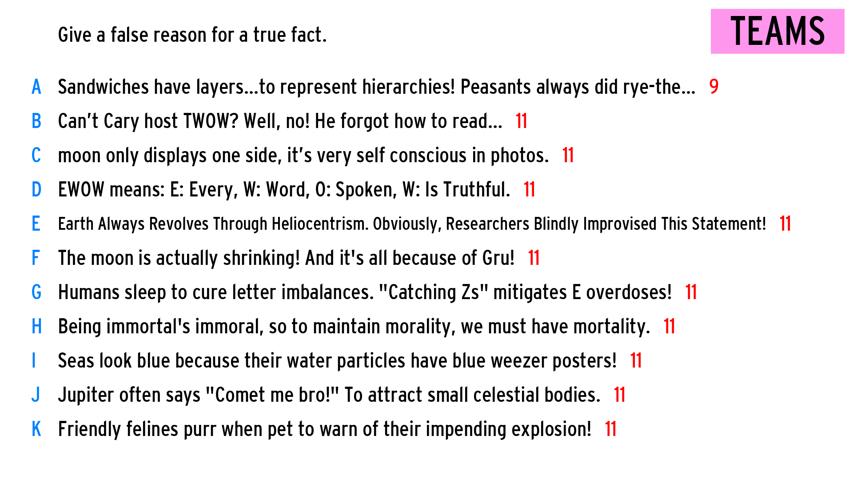 Give a false reason for a true fact.
TEAMS
A Sandwiches have layers...to represent hierarchies! Peasants always did rye-the... 9
B Can't Cary host TWOW? Well, no! He forgot how to read... 11
C moon only displays one side, it's very self conscious in photos. 11
D EWOW means: E: Every, W: Word, O: Spoken, W: Is Truthful. 11
E Earth Always Revolves Through Heliocentrism. Obviously, Researchers Blindly Improvised This Statement! 11
F The moon is actually shrinking! And it's all because of Gru! 11
G Humans sleep to cure letter imbalances. "Catching Zs" mitigates E overdoses! 11
H Being immortal's immoral, so to maintain morality, we must have mortality. 11
I Seas look blue because their water particles have blue weezer posters! 11
J Jupiter often says "Comet me bro!" To attract small celestial bodies. 11
K Friendly felines purr when pet to warn of their impending explosion! 11